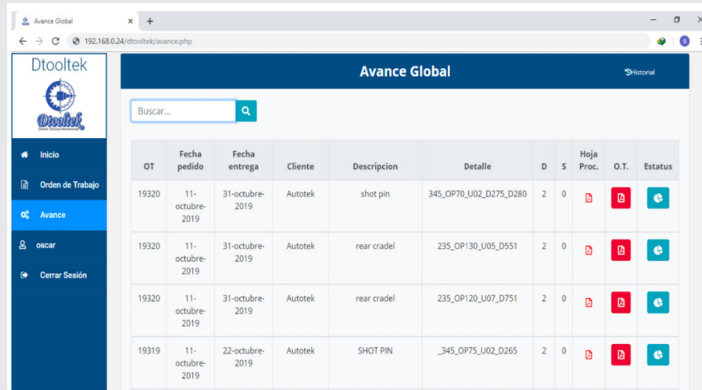 Avance Global
192.168.0.24/dtooltek/avance.php
Dtooltek
Dtooltek
Inicio
Orden de Trabajo
Avance
oscar
Cerrar Sesión
Avance Global
Historial
Buscar...
OT Fecha pedido Fecha entrega Cliente Descripcion Detalle D S Hoja Proc. O.T. Estatus
19320 11-octubre-2019 31-octubre-2019 Autotek shot pin 345_OP70_U02_D275_D280 2 0
19320 11-octubre-2019 31-octubre-2019 Autotek rear cradel 235_OP130_U05_D551 2 0
19320 11-octubre-2019 31-octubre-2019 Autotek rear cradel 235_OP120_U07_D751 2 0
19319 11-octubre-2019 22-octubre-2019 Autotek SHOT PIN _345_OP75_U02_D265 2 0